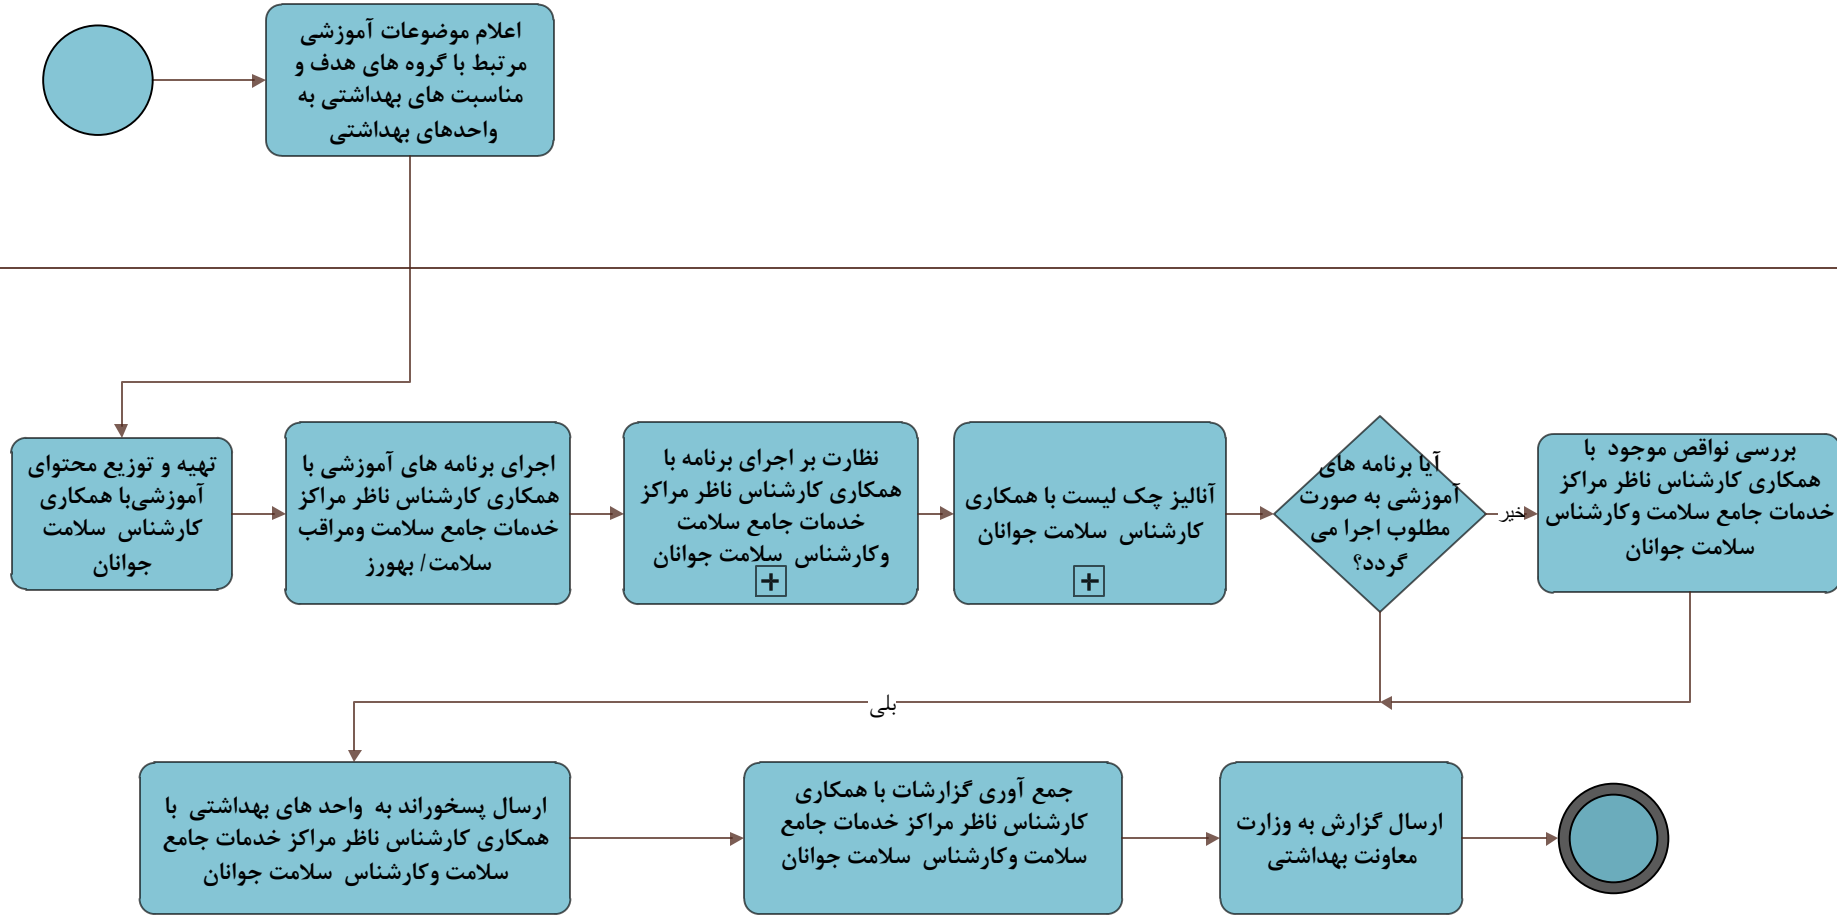 اعلام موضوعات آموزشی
مرتبط با گروه های هدف و
مناسبت های بهداشتی به
واحدهای بهداشتی
تهیه و توزیع محتوای
آموزشی‌با همکاری
کارشناس سلامت
جوانان
اجرای برنامه های آموزشی با
همکاری کارشناس ناظر مراکز
خدمات جامع سلامت ومراقب
سلامت/ بهورز
نظارت بر اجرای برنامه با
همکاری کارشناس ناظر مراکز
خدمات جامع سلامت
وکارشناس سلامت جوانان
آنالیز چک لیست با همکاری
کارشناس سلامت جوانان
آیا برنامه های
آموزشی به صورت
مطلوب اجرا می
گردد؟
خیر
بررسی نواقص موجود با
همکاری کارشناس ناظر مراکز
خدمات جامع سلامت وکارشناس
سلامت جوانان
بلی
ارسال پسخوراند به واحد های بهداشتی با
همکاری کارشناس ناظر مراکز خدمات جامع
سلامت وکارشناس سلامت جوانان
جمع آوری گزارشات با همکاری
کارشناس ناظر مراکز خدمات جامع
سلامت وکارشناس سلامت جوانان
ارسال گزارش به وزارت
معاونت بهداشتی